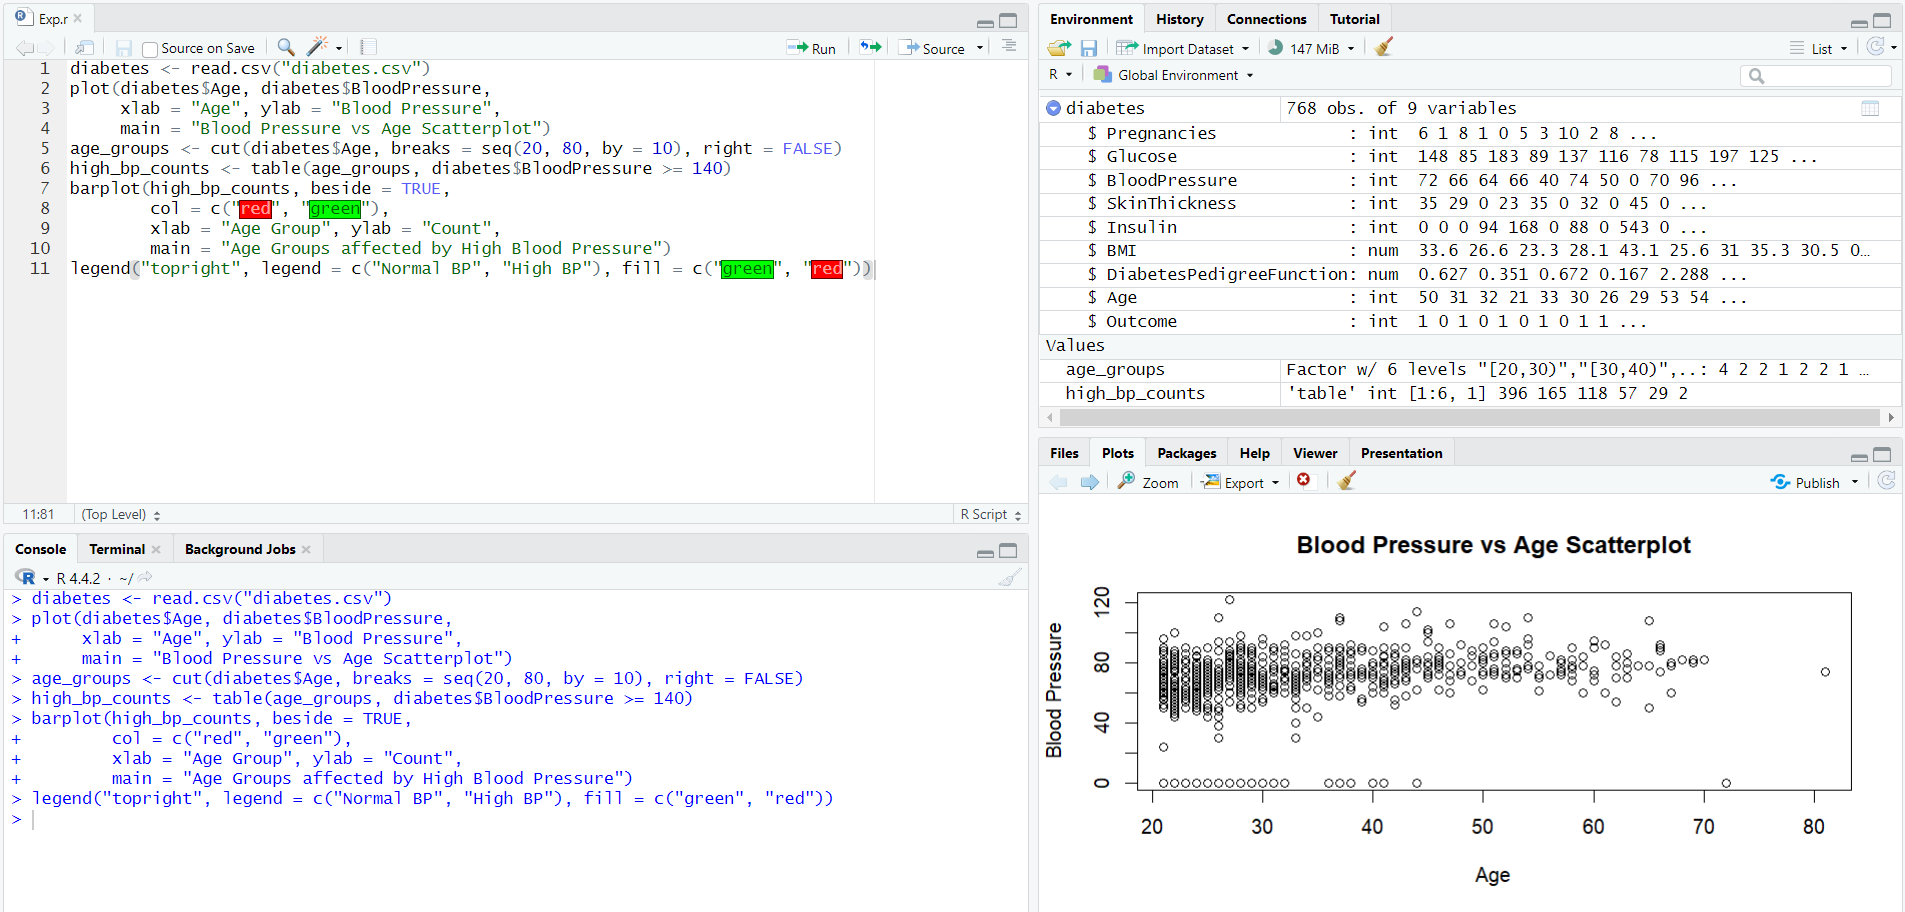 Exp.r
Source on Save
Run
Source
1 diabetes <- read.csv("diabetes.csv")
2 plot(diabetes$Age, diabetes$BloodPressure,
3      xlab = "Age", ylab = "Blood Pressure",
4      main = "Blood Pressure vs Age Scatterplot")
5 age_groups <- cut(diabetes$Age, breaks = seq(20, 80, by = 10), right = FALSE)
6 high_bp_counts <- table(age_groups, diabetes$BloodPressure >= 140)
7 barplot(high_bp_counts, beside = TRUE,
8         col = c("red", "green"),
9         xlab = "Age Group", ylab = "Count",
10         main = "Age Groups affected by High Blood Pressure")
11 legend("topright", legend = c("Normal BP", "High BP"), fill = c("green", "red"))
11:81 (Top Level) R Script
Console Terminal Background Jobs
R R 4.4.2 · ~/
> diabetes <- read.csv("diabetes.csv")
> plot(diabetes$Age, diabetes$BloodPressure,
+      xlab = "Age", ylab = "Blood Pressure",
+      main = "Blood Pressure vs Age Scatterplot")
> age_groups <- cut(diabetes$Age, breaks = seq(20, 80, by = 10), right = FALSE)
> high_bp_counts <- table(age_groups, diabetes$BloodPressure >= 140)
> barplot(high_bp_counts, beside = TRUE,
+         col = c("red", "green"),
+         xlab = "Age Group", ylab = "Count",
+         main = "Age Groups affected by High Blood Pressure")
> legend("topright", legend = c("Normal BP", "High BP"), fill = c("green", "red"))
>
Environment History Connections Tutorial
Import Dataset 147 MiB List
R Global Environment
diabetes 768 obs. of 9 variables
$ Pregnancies : int 6 1 8 1 0 5 3 10 2 8 ...
$ Glucose : int 148 85 183 89 137 116 78 115 197 125 ...
$ BloodPressure : int 72 66 64 66 40 74 50 0 70 96 ...
$ SkinThickness : int 35 29 0 23 35 0 32 0 45 0 ...
$ Insulin : int 0 0 0 94 168 0 88 0 543 0 ...
$ BMI : num 33.6 26.6 23.3 28.1 43.1 25.6 31 35.3 30.5 0…
$ DiabetesPedigreeFunction: num 0.627 0.351 0.672 0.167 2.288 ...
$ Age : int 50 31 32 21 33 30 26 29 53 54 ...
$ Outcome : int 1 0 1 0 1 0 1 0 1 1 ...
Values
age_groups Factor w/ 6 levels "[20,30)","[30,40)",..: 4 2 2 1 2 2 1 …
high_bp_counts 'table' int [1:6, 1] 396 165 118 57 29 2
Files Plots Packages Help Viewer Presentation
Zoom Export Publish
Blood Pressure vs Age Scatterplot
Blood Pressure
120
80
40
0
20 30 40 50 60 70 80
Age